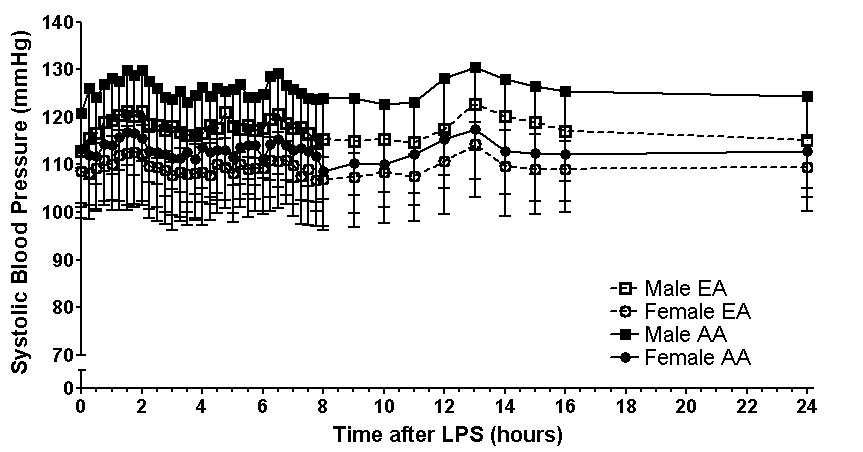 Systolic Blood Pressure (mmHg)
140
130
120
110
100
90
80
70
0
Male EA
Female EA
Male AA
Female AA
0 2 4 6 8 10 12 14 16 18 20 22 24
Time after LPS (hours)